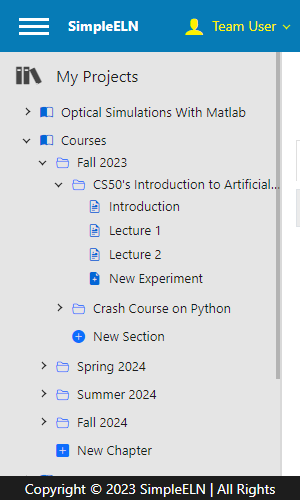 SimpleELN
Team User
My Projects
Optical Simulations With Matlab
Courses
Fall 2023
CS50's Introduction to Artificial...
Introduction
Lecture 1
Lecture 2
New Experiment
Crash Course on Python
New Section
Spring 2024
Summer 2024
Fall 2024
New Chapter
Copyright © 2023 SimpleELN | All Rights